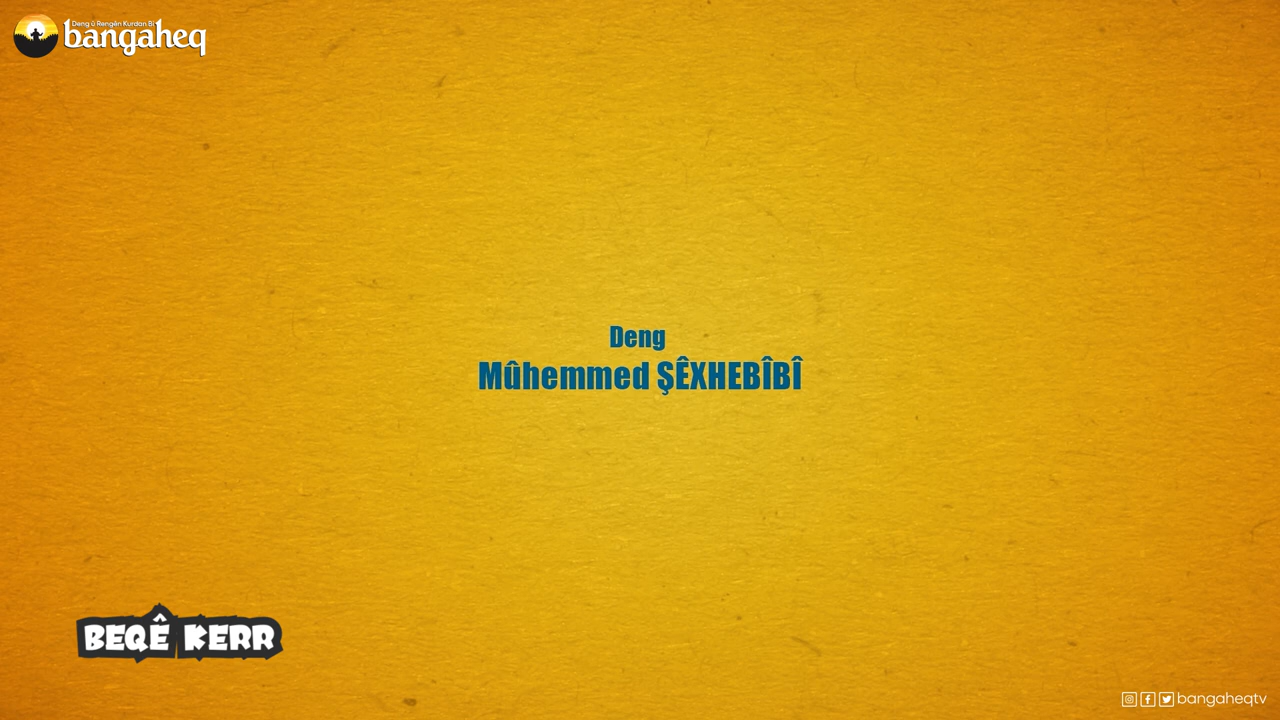 Deng û Rengên Kurdan Bi
bangaheq
Deng
Mûhemmed ŞÊXHEBÎBÎ
BEQÊ KERR
bangaheqtv